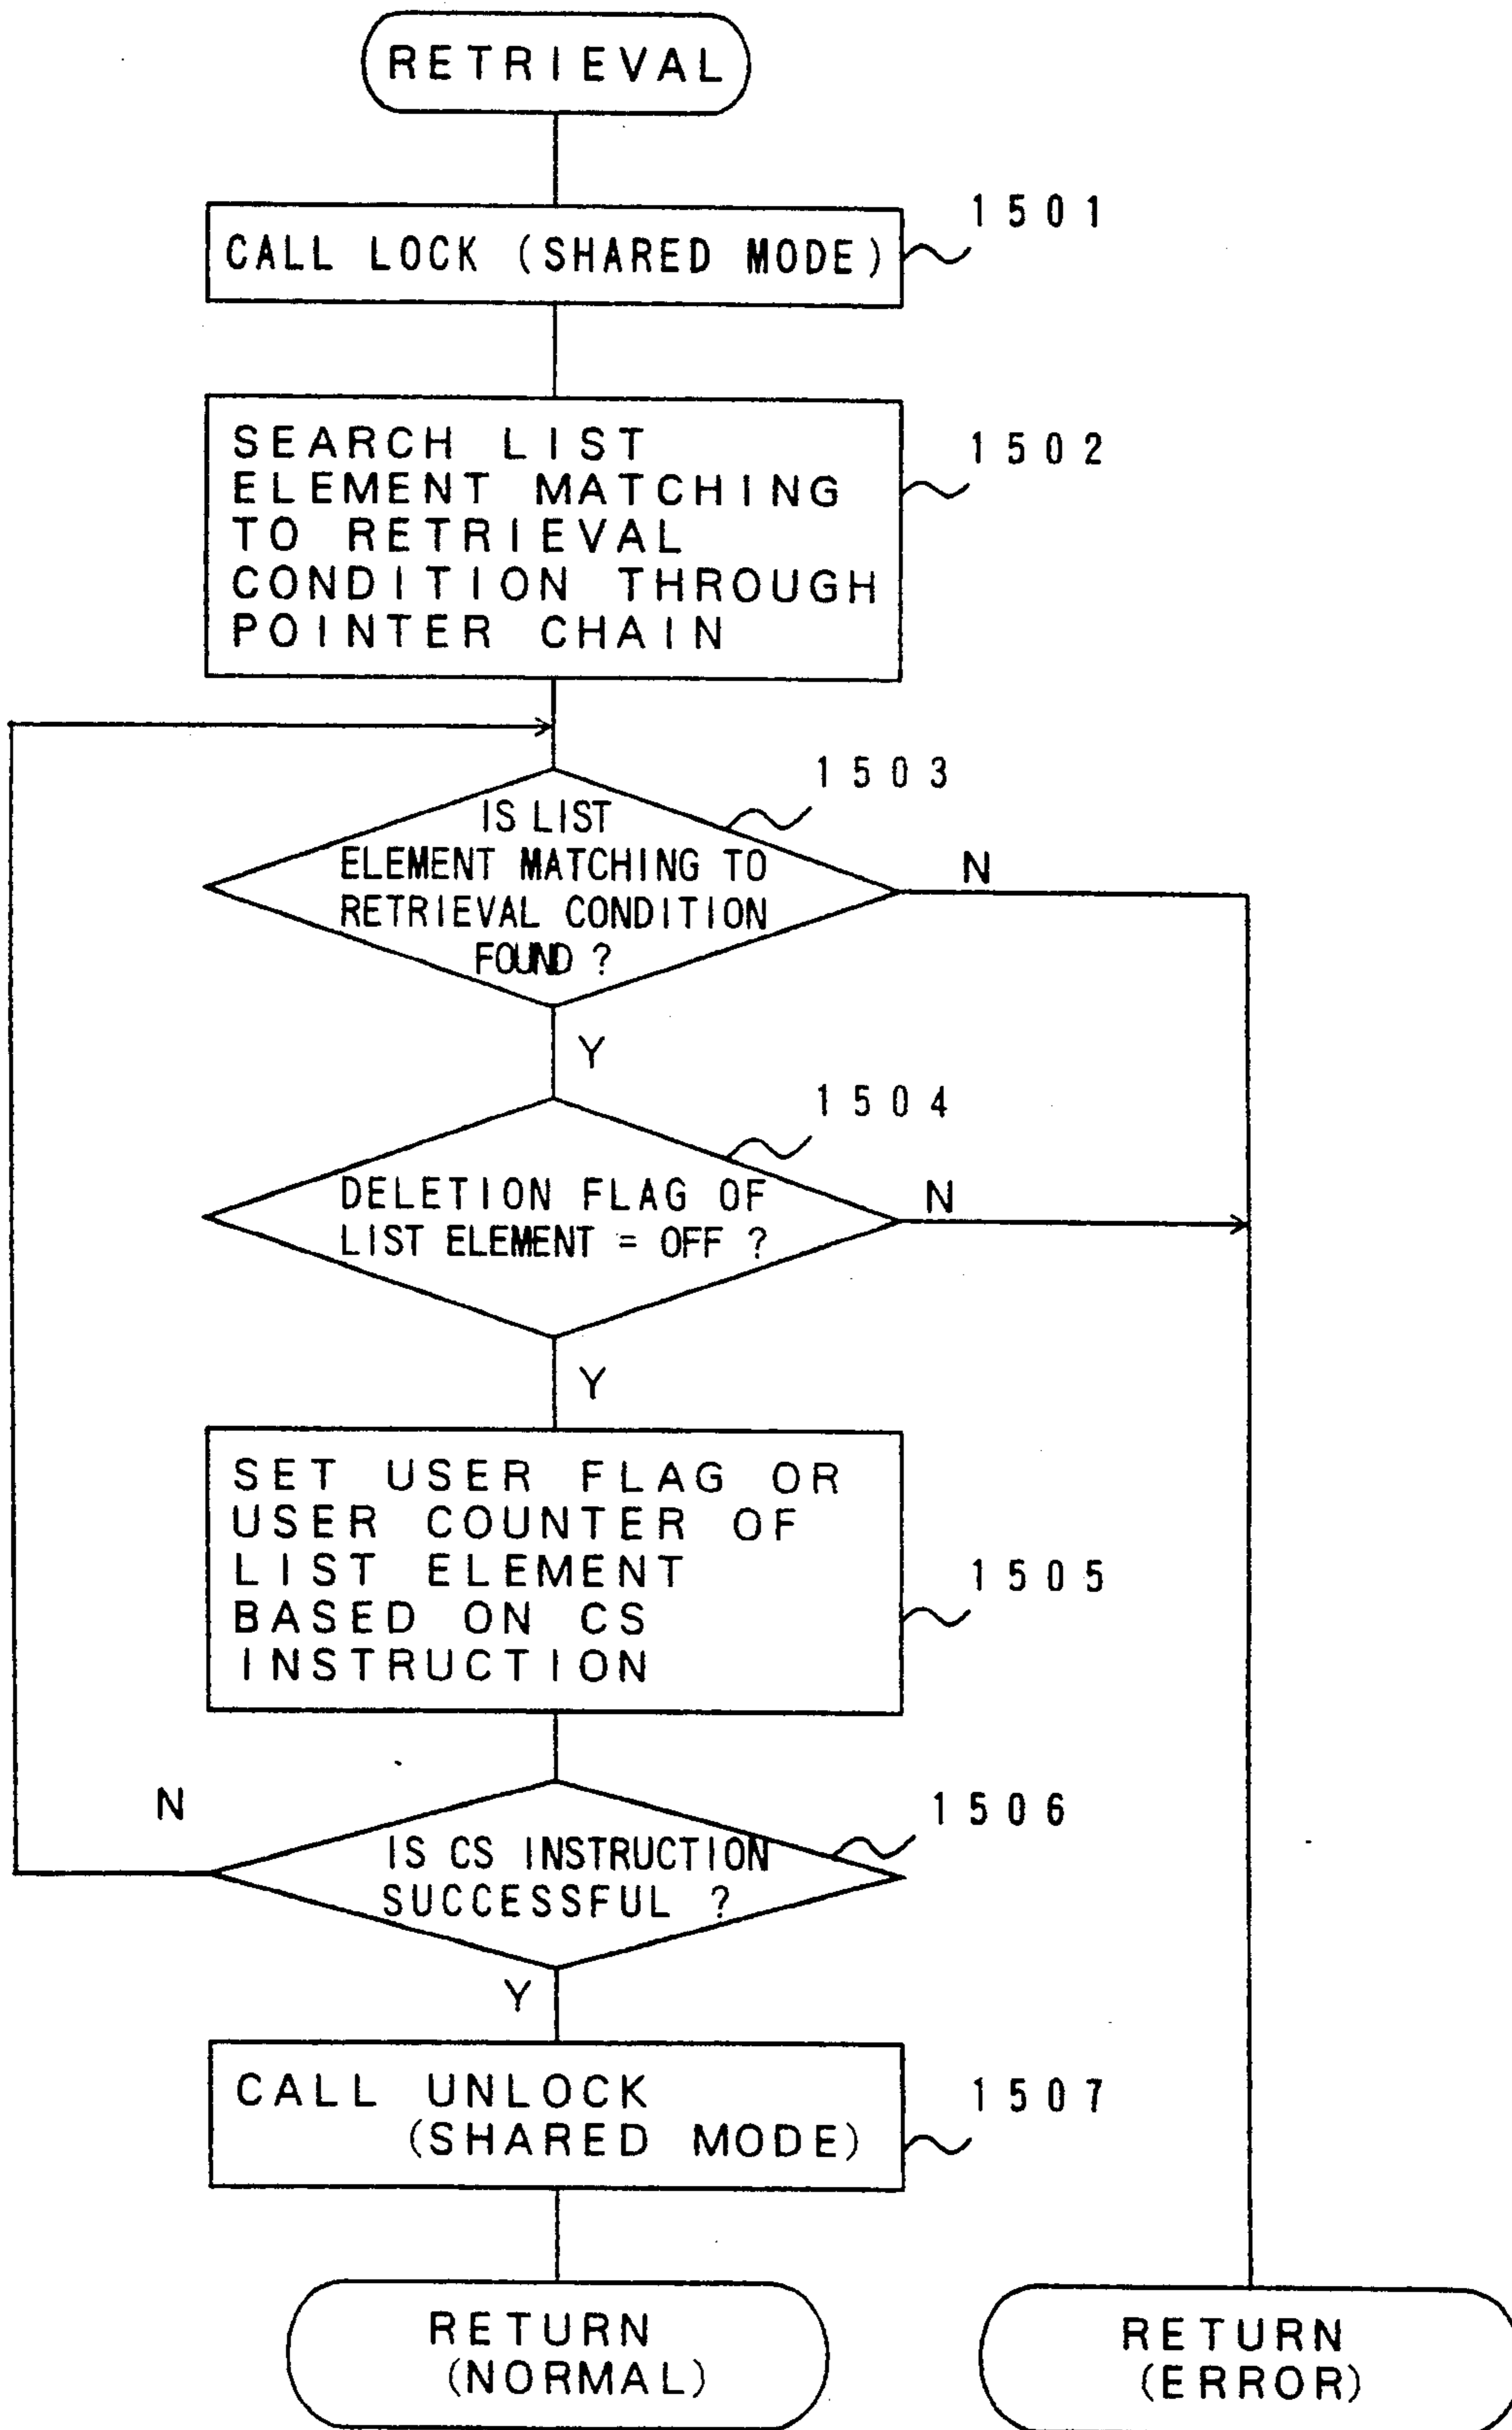 RETRIEVAL
1501
CALL LOCK (SHARED MODE)
SEARCH LIST
ELEMENT MATCHING
TO RETRIEVAL
CONDITION THROUGH
POINTER CHAIN
1502
1503
IS LIST
ELEMENT MATCHING TO
RETRIEVAL CONDITION
FOUND ?
N
Y
1504
DELETION FLAG OF
LIST ELEMENT = OFF ?
N
Y
SET USER FLAG OR
USER COUNTER OF
LIST ELEMENT
BASED ON CS
INSTRUCTION
1505
N
1506
IS CS INSTRUCTION
SUCCESSFUL ?
Y
CALL UNLOCK
(SHARED MODE)
1507
RETURN
(NORMAL)
RETURN
(ERROR)